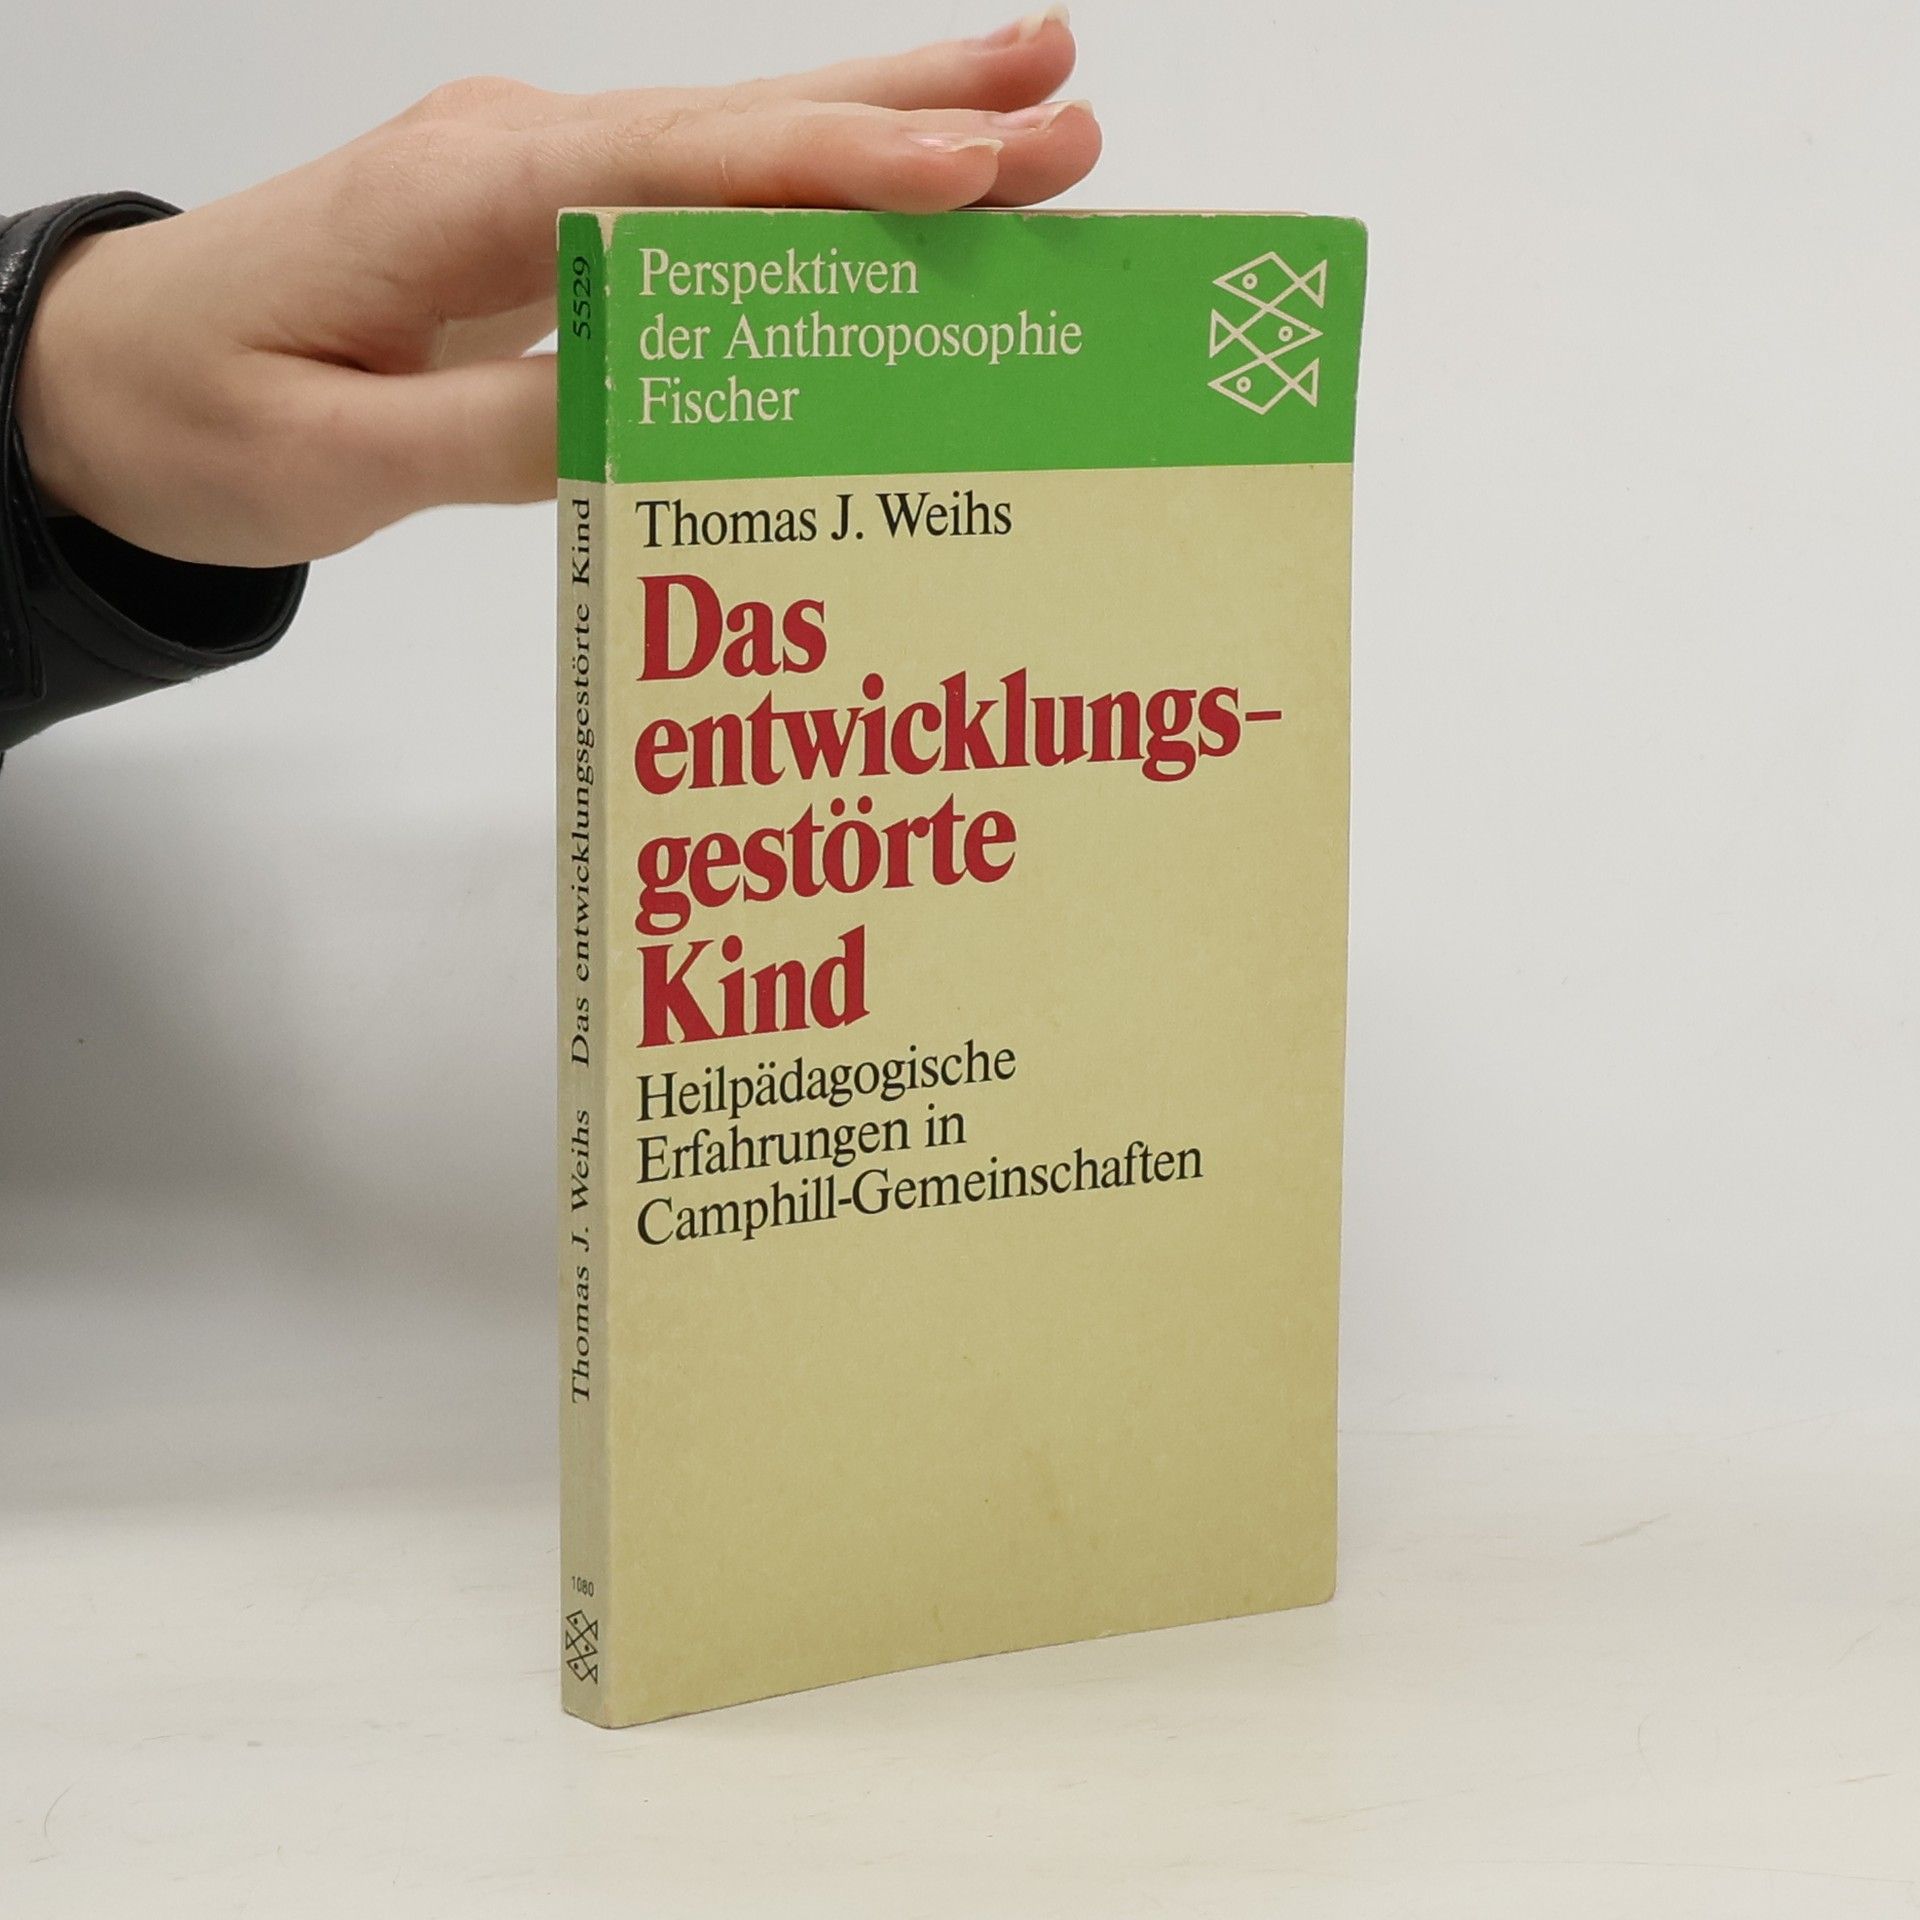 Perspektiven
der Anthroposophie
Fischer
Thomas J. Weihs
Das
entwicklungs-
gestörte
Kind
Heilpädagogische
Erfahrungen in
Camphill-Gemeinschaften
5529
Thomas J. Weihs Das entwicklungsgestörte Kind
1080